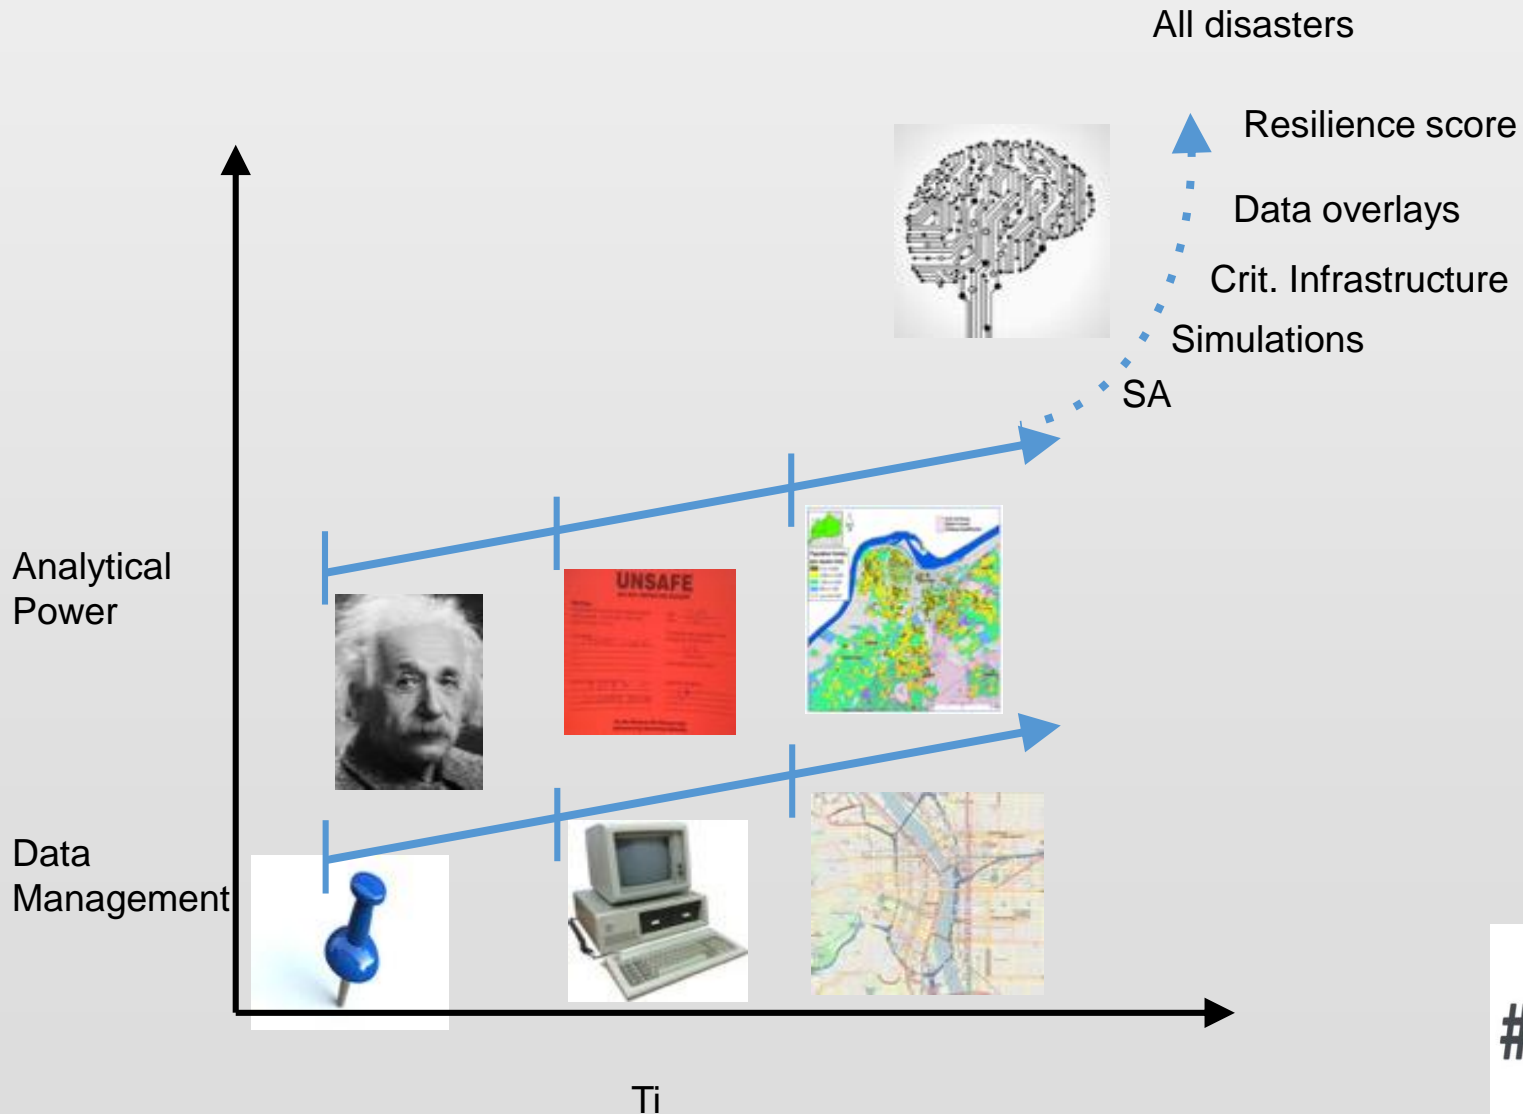 All disasters
Resilience score
Data overlays
Crit. Infrastructure
Simulations
SA
Analytical
Power
UNSAFE
Data
Management
Ti
#